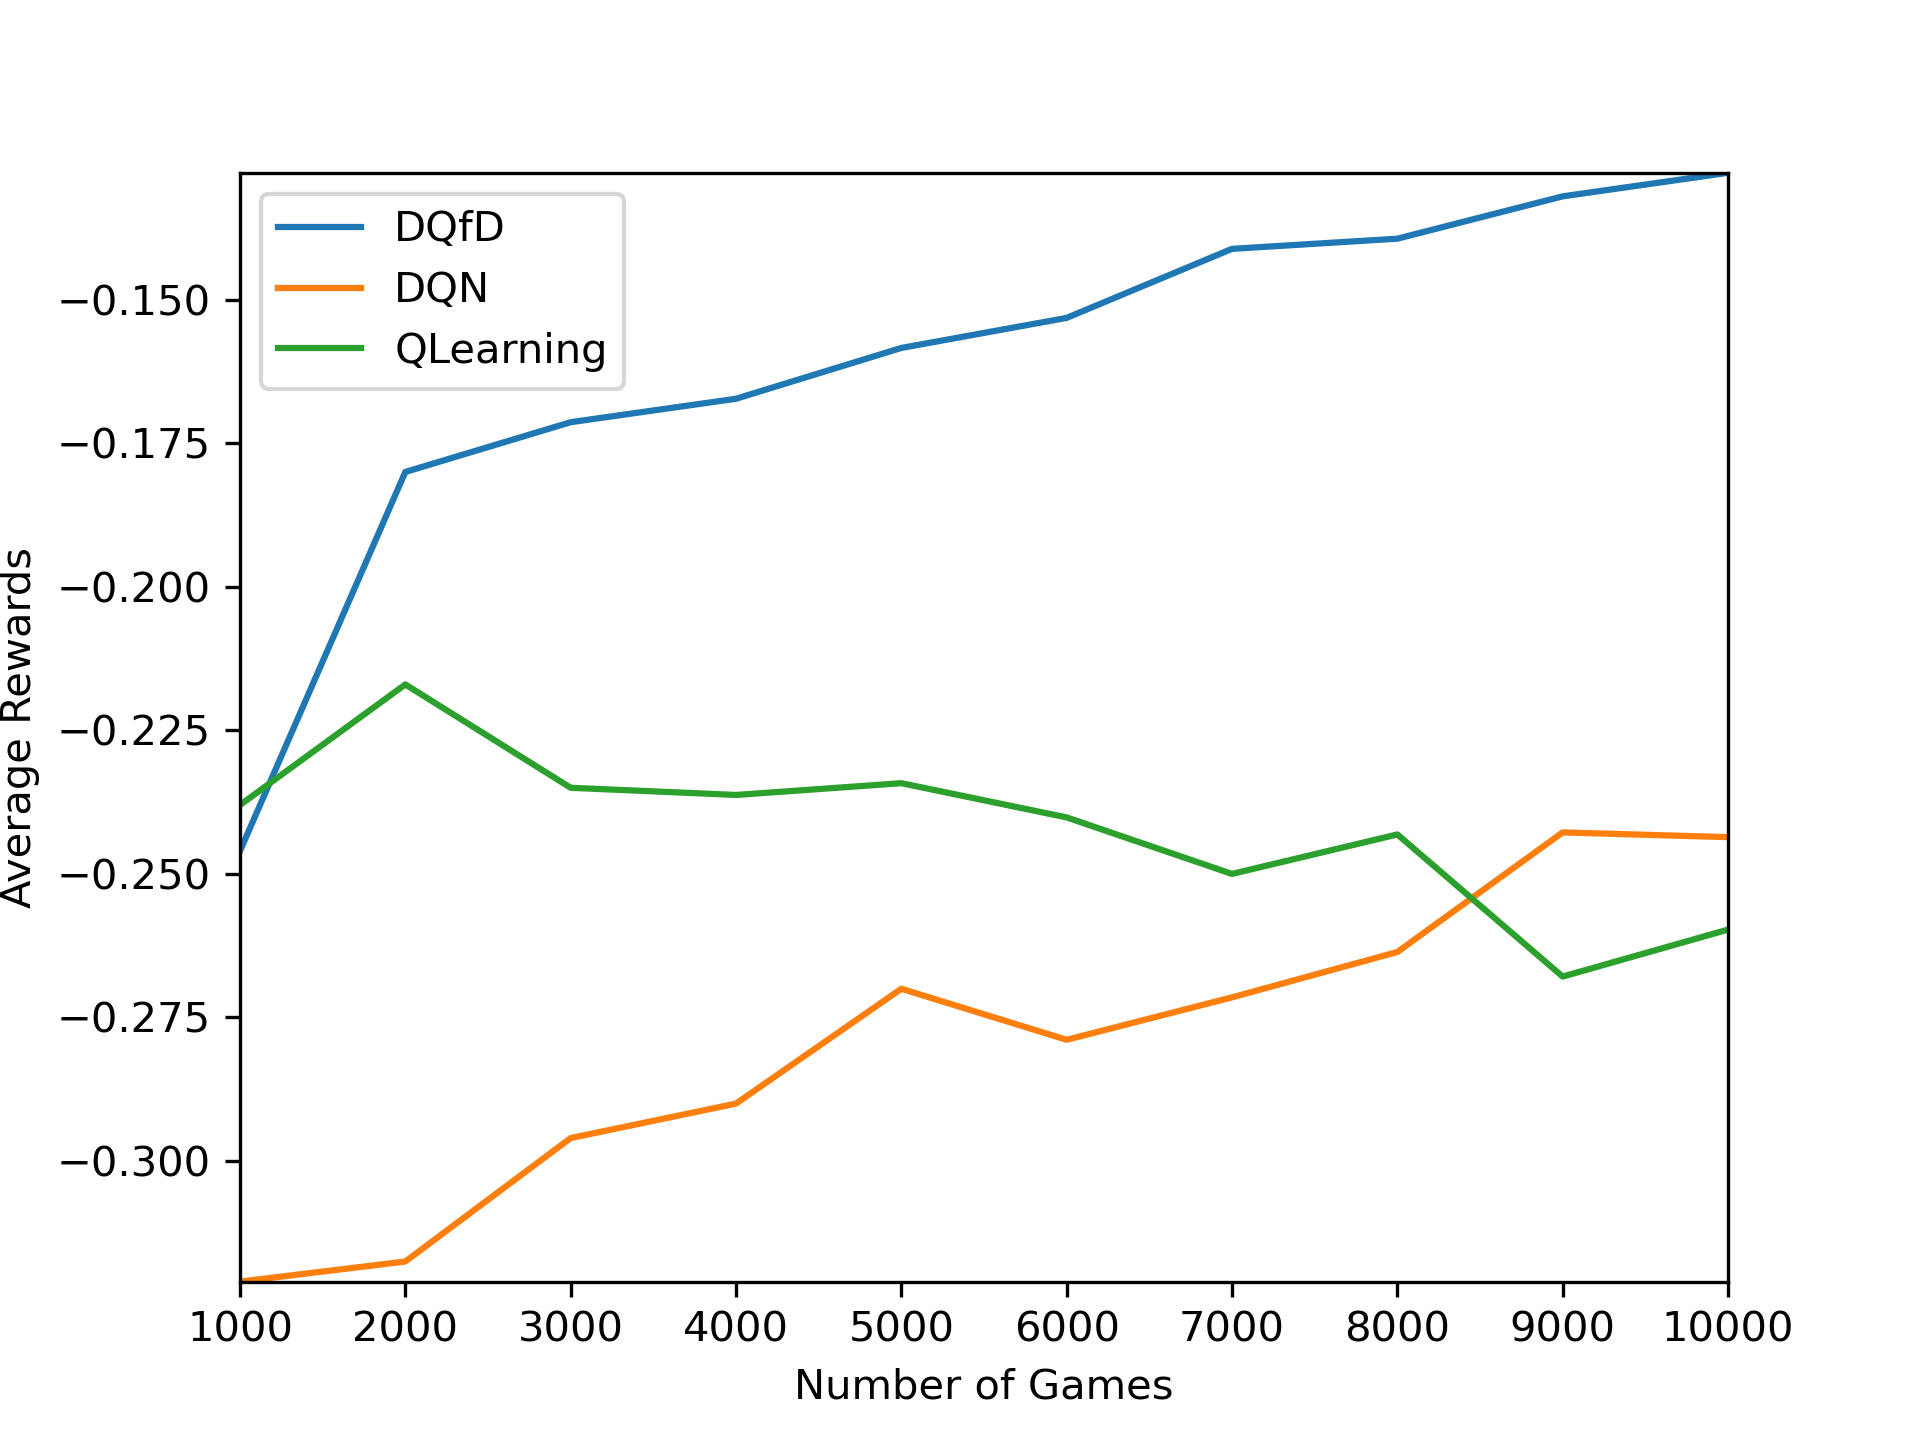 DQfD
DQN
QLearning
−0.150
−0.175
−0.200
−0.225
−0.250
−0.275
−0.300
Average Rewards
1000 2000 3000 4000 5000 6000 7000 8000 9000 10000
Number of Games